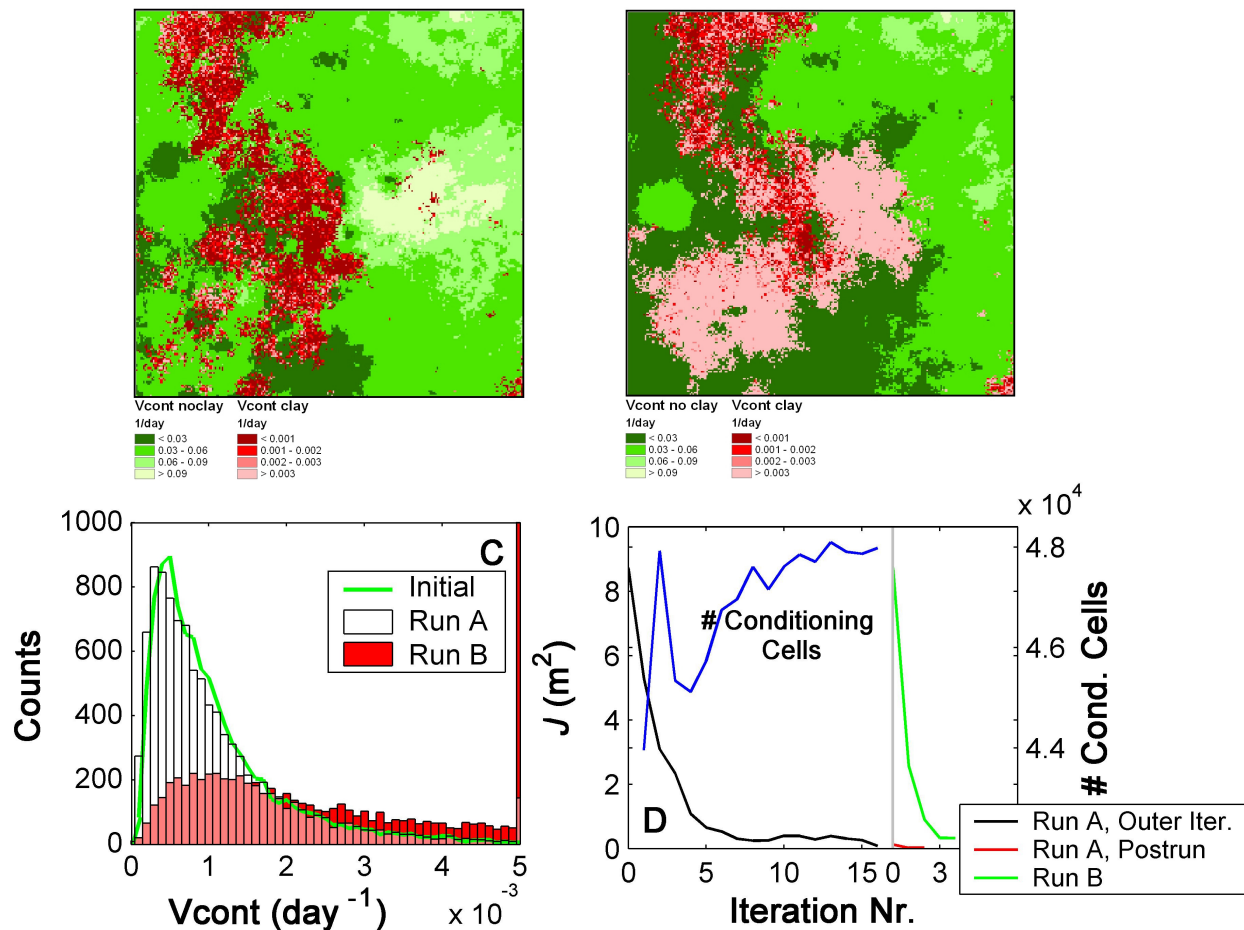 Vcont noclay Vcont clay
1/day
< 0.03 < 0.001
0.03 - 0.06 0.001 - 0.002
0.06 - 0.09 0.002 - 0.003
> 0.09 > 0.003
Vcont no clay Vcont clay
1/day
< 0.03 < 0.001
0.03 - 0.06 0.001 - 0.002
0.06 - 0.09 0.002 - 0.003
> 0.09 > 0.003
C
Initial
Run A
Run B
1000
800
600
400
200
0
Counts
0 1 2 3 4 5
Vcont (day -1) x 10 -3
x 10 4
10
8
6
4
2
0
J (m2)
# Conditioning
Cells
D
4.8
4.6
4.4
# Cond. Cells
Run A, Outer Iter.
Run A, Postrun
Run B
0 5 10 15 0 3
Iteration Nr.